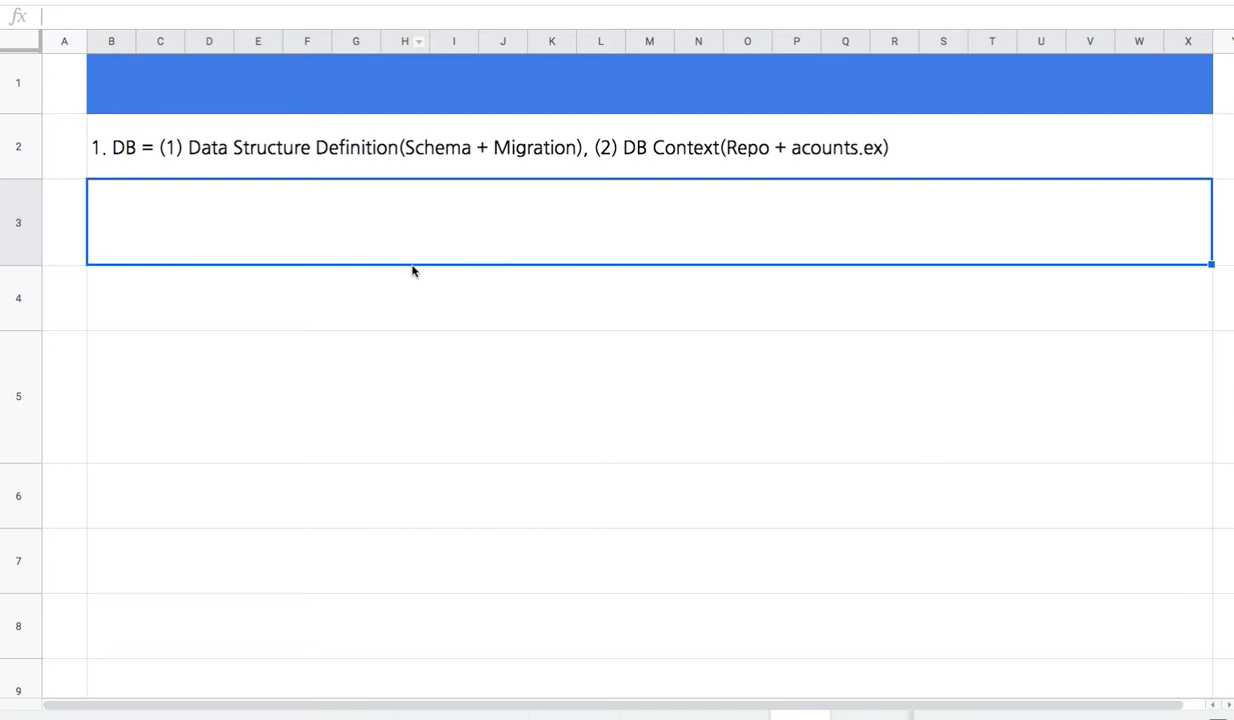 fx
A B C D E F G H I J K L M N O P Q R S T U V W X
1
2 1. DB = (1) Data Structure Definition(Schema + Migration), (2) DB Context(Repo + acounts.ex)
3
4
5
6
7
8
9